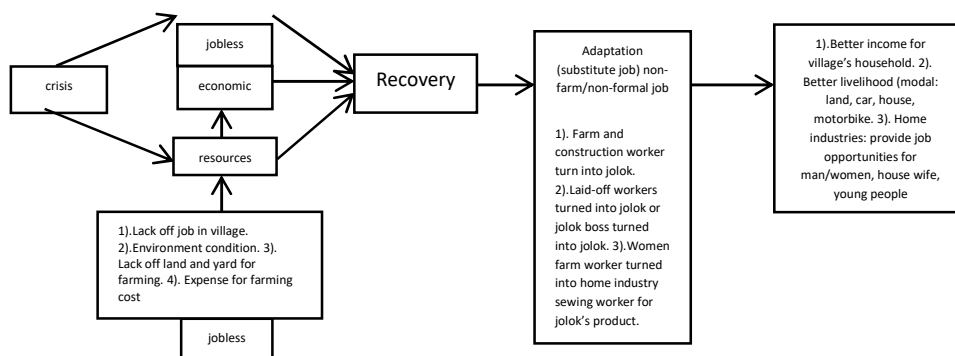 crisis
jobless
economic
resources
1).Lack off job in village.
2).Environment condition. 3).
Lack off land and yard for
farming. 4). Expense for farming
cost
jobless
Recovery
Adaptation
(substitute job) non-
farm/non-formal job
1). Farm and
construction worker
turn into jolok.
2).Laid-off workers
turned into jolok or
jolok boss turned
into jolok. 3).Women
farm worker turned
into home industry
sewing worker for
jolok's product.
1).Better income for
village's household. 2).
Better livelihood (modal:
land, car, house,
motorbike. 3). Home
industries: provide job
opportunities for
man/women, house wife,
young people